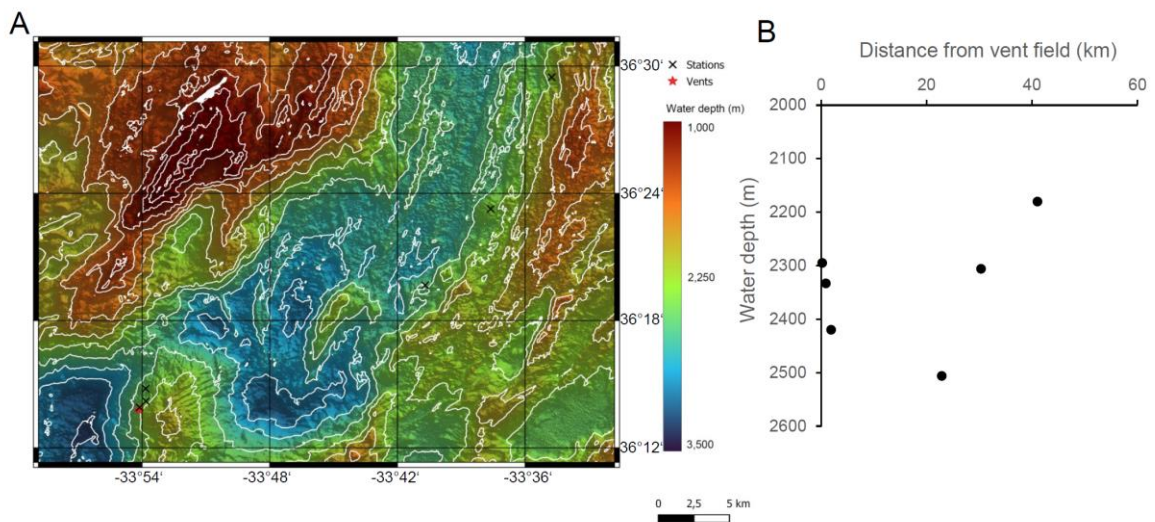 A
× Stations
★ Vents
Water depth (m)
1,000
2,250
3,500
36°30'
36°24'
36°18'
36°12'
-33°54'
-33°48'
-33°42'
-33°36'
0 2,5 5 km
B
Distance from vent field (km)
0 20 40 60
Water depth (m)
2000
2100
2200
2300
2400
2500
2600